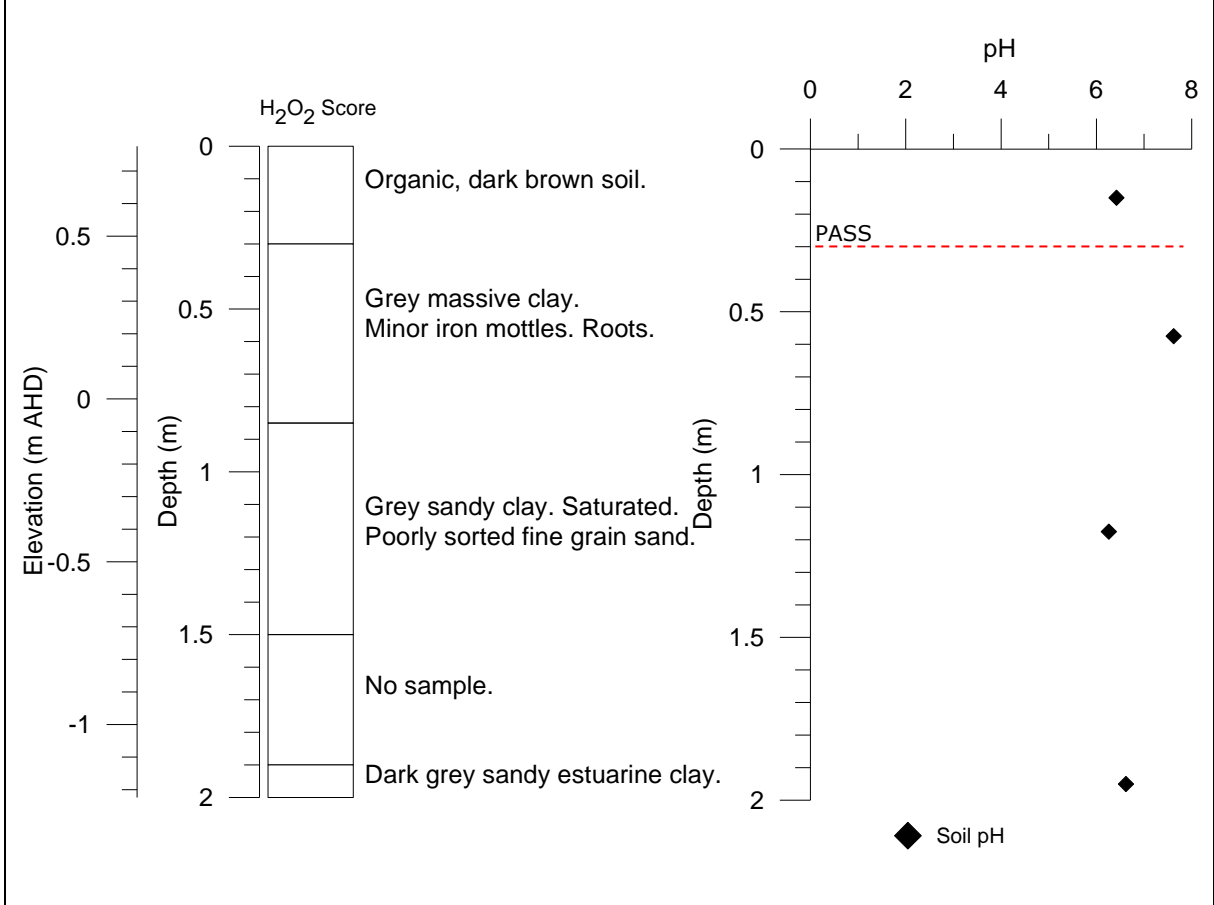 H2O2 Score
Elevation (m AHD)
0.5
0
-0.5
-1
Depth (m)
0
0.5
1
1.5
2
Organic, dark brown soil.
Grey massive clay.
Minor iron mottles. Roots.
Grey sandy clay. Saturated.
Poorly sorted fine grain sand.
No sample.
Dark grey sandy estuarine clay.
pH
0 2 4 6 8
Depth (m)
0
0.5
1
1.5
2
PASS
Soil pH